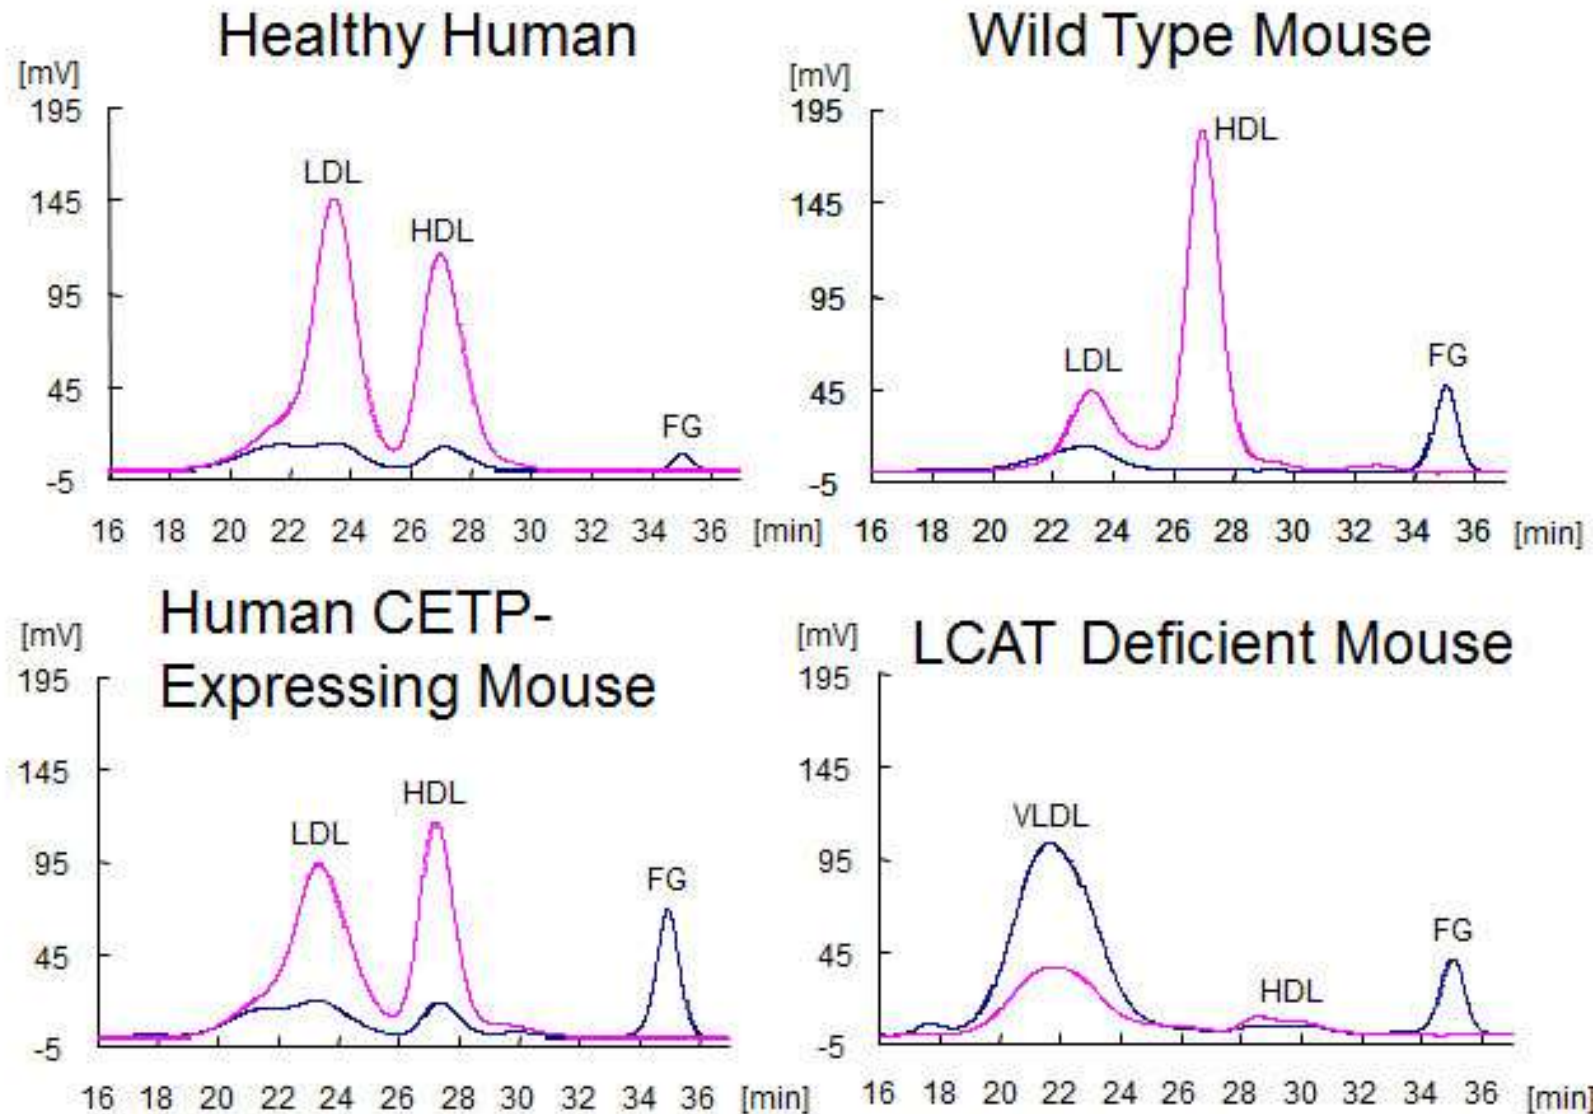 Healthy Human
[mV]
195
LDL
145
HDL
95
45
FG
-5
16 18 20 22 24 26 28 30 32 34 36 [min]
Wild Type Mouse
[mV]
195
HDL
145
95
LDL
FG
45
-5
16 18 20 22 24 26 28 30 32 34 36 [min]
Human CETP-
Expressing Mouse
[mV]
195
145
HDL
LDL
95
FG
45
-5
16 18 20 22 24 26 28 30 32 34 36 [min]
LCAT Deficient Mouse
[mV]
195
145
VLDL
95
FG
45
HDL
-5
16 18 20 22 24 26 28 30 32 34 36 [min]